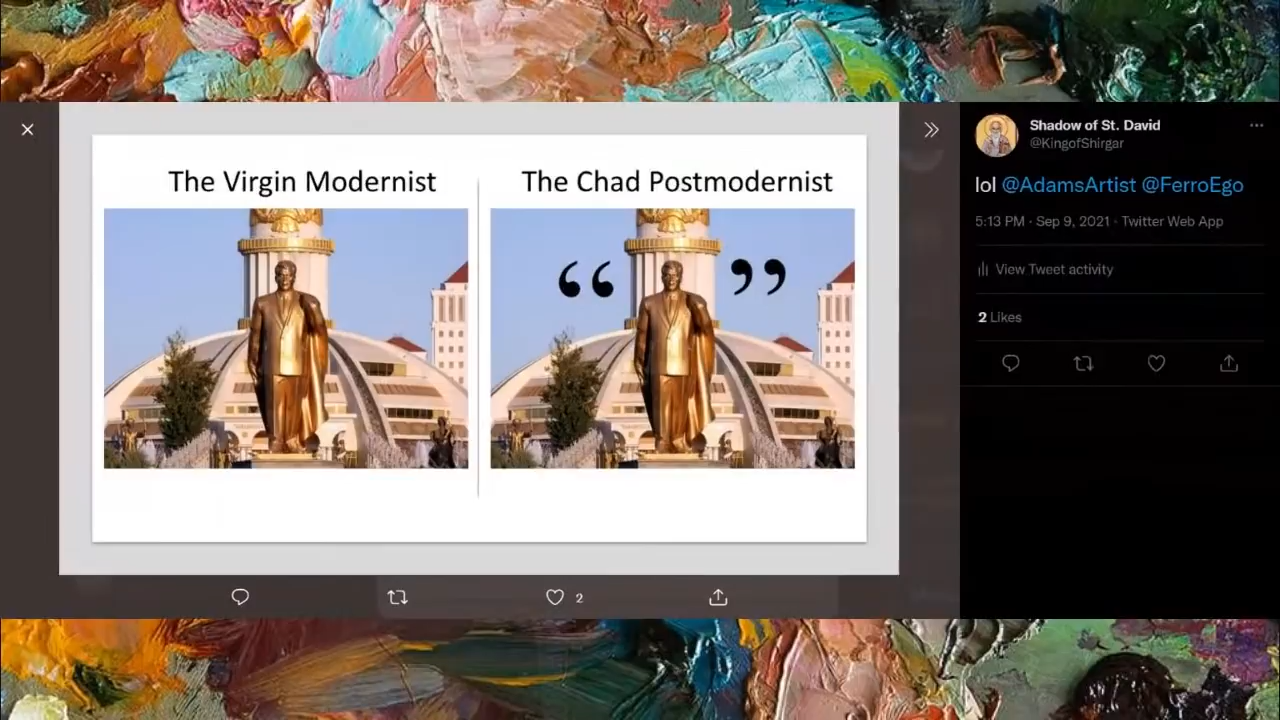 The Virgin Modernist
The Chad Postmodernist
“ ”
Shadow of St. David
@KingofShirgar
lol @AdamsArtist @FerroEgo
5:13 PM · Sep 9, 2021 · Twitter Web App
View Tweet activity
2 Likes
2